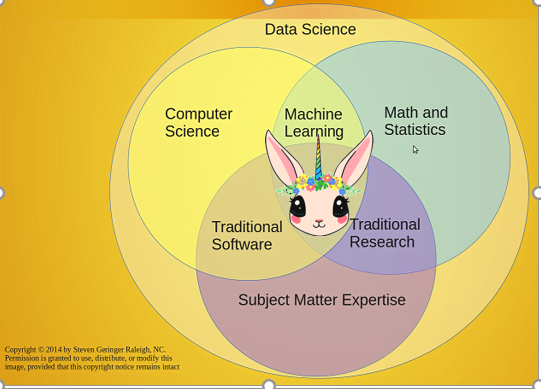 Data Science
Computer
Science
Machine
Learning
Math and
Statistics
Traditional
Software
Traditional
Research
Subject Matter Expertise
Copyright © 2014 by Steven Geringer Raleigh, NC.
Permission is granted to use, distribute, or modify this
image, provided that this copyright notice remains intact